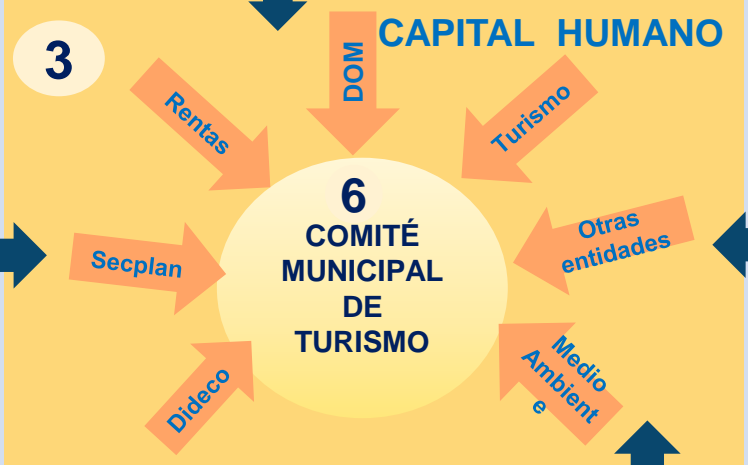 3
CAPITAL HUMANO
DOM
Rentas
Turismo
6
COMITÉ
MUNICIPAL
DE
TURISMO
Otras
entidades
Secplan
Medio
Ambient
e
Dideco